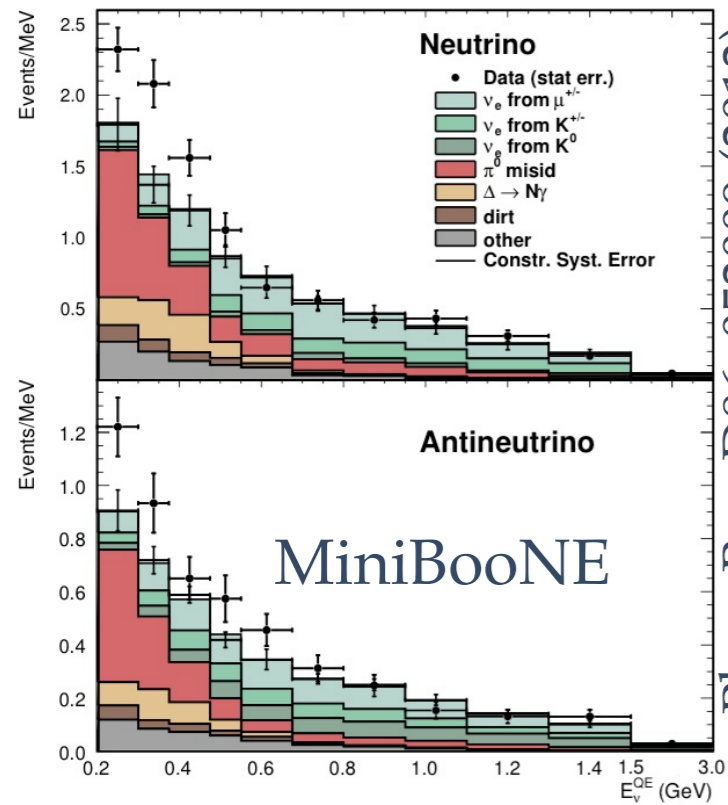 Events/MeV
2.5
2.0
1.5
1.0
0.5
Neutrino
Data (stat err.)
νₑ from μ⁺/⁻
νₑ from K⁺/⁻
νₑ from K⁰
π⁰ misid
Δ → Nγ
dirt
other
Constr. Syst. Error
Events/MeV
1.2
1.0
0.8
0.6
0.4
0.2
0.0
Antineutrino
MiniBooNE
0.2 0.4 0.6 0.8 1.0 1.2 1.4 1.5 3.0
E_ν^QE (GeV)